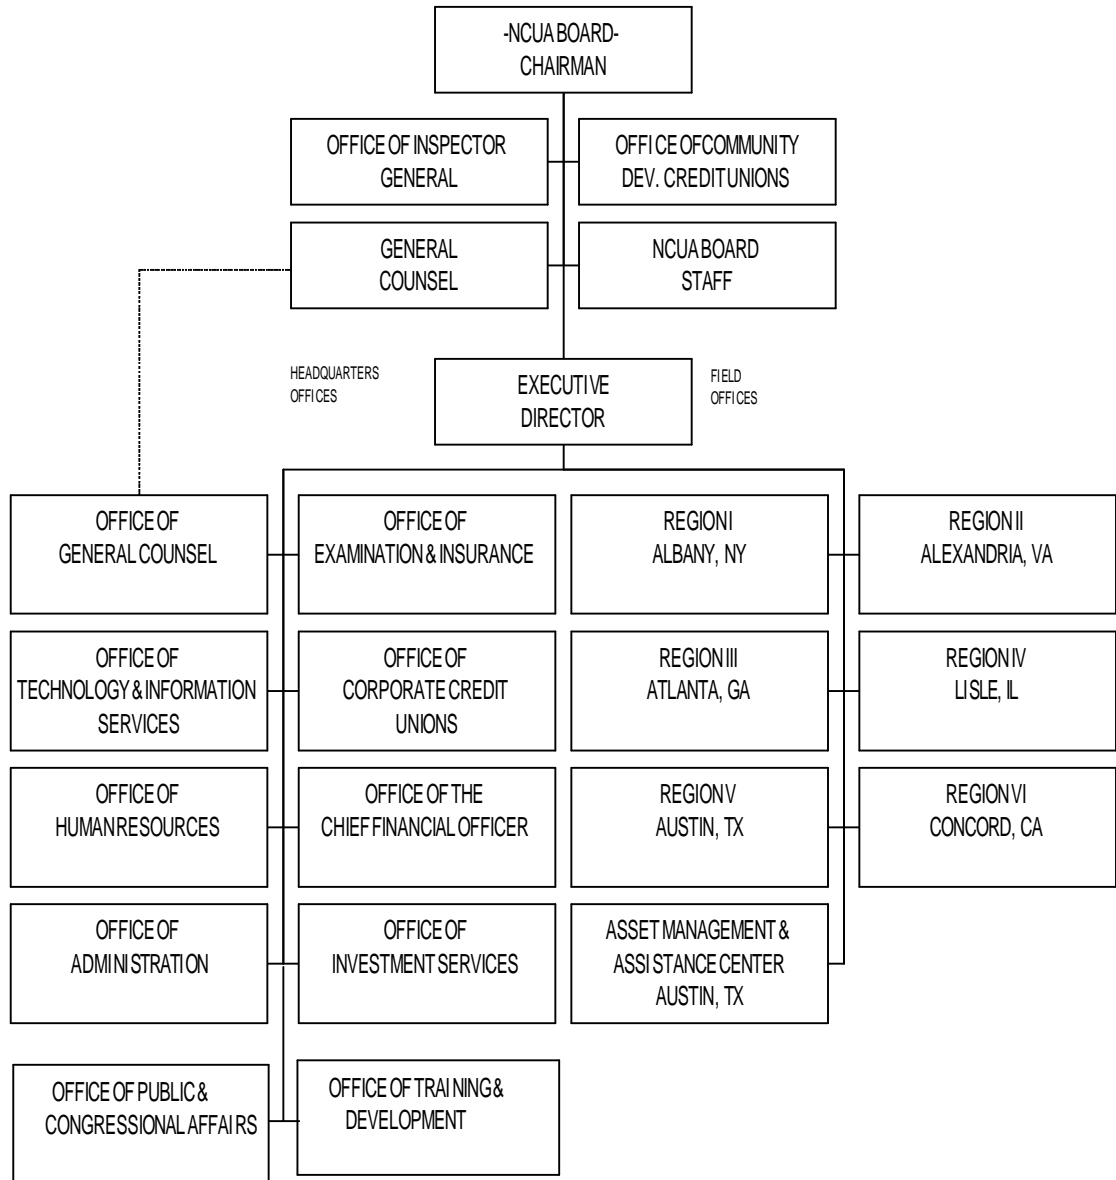 -NCUA BOARD-
CHAIRMAN
OFFICE OF INSPECTOR
GENERAL
OFFICE OF COMMUNITY
DEV. CREDIT UNIONS
GENERAL
COUNSEL
NCUA BOARD
STAFF
HEADQUARTERS
OFFICES
EXECUTIVE
DIRECTOR
FIELD
OFFICES
OFFICE OF
GENERAL COUNSEL
OFFICE OF
EXAMINATION & INSURANCE
REGION I
ALBANY, NY
REGION II
ALEXANDRIA, VA
OFFICE OF
TECHNOLOGY & INFORMATION
SERVICES
OFFICE OF
CORPORATE CREDIT
UNIONS
REGION III
ATLANTA, GA
REGION IV
LISLE, IL
OFFICE OF
HUMAN RESOURCES
OFFICE OF THE
CHIEF FINANCIAL OFFICER
REGION V
AUSTIN, TX
REGION VI
CONCORD, CA
OFFICE OF
ADMINISTRATION
OFFICE OF
INVESTMENT SERVICES
ASSET MANAGEMENT &
ASSISTANCE CENTER
AUSTIN, TX
OFFICE OF PUBLIC &
CONGRESSIONAL AFFAIRS
OFFICE OF TRAINING &
DEVELOPMENT